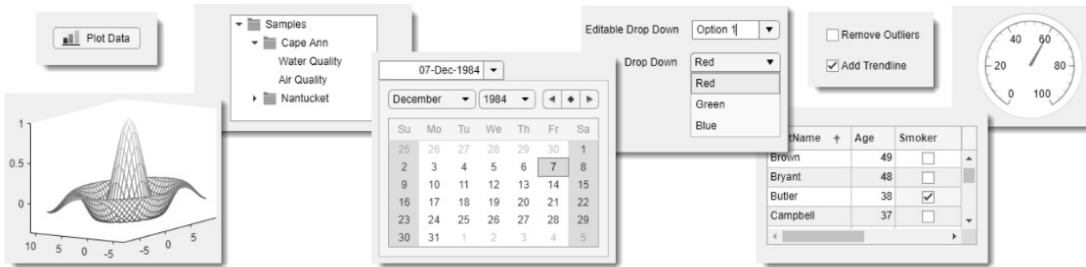 Plot Data
Samples
Cape Ann
Water Quality
Air Quality
Nantucket
1
0.5
0
10 5 0 -5 -5 0 5
07-Dec-1984
December 1984
Su Mo Tu We Th Fr Sa
25 26 27 28 29 30 1
2 3 4 5 6 7 8
9 10 11 12 13 14 15
16 17 18 19 20 21 22
23 24 25 26 27 28 29
30 31 1 2 3 4 5
Editable Drop Down Option 1
Drop Down Red
Red
Green
Blue
Remove Outliers
Add Trendline
40 60
20 80
0 100
tName Age Smoker
Brown 49
Bryant 48
Butler 38
Campbell 37